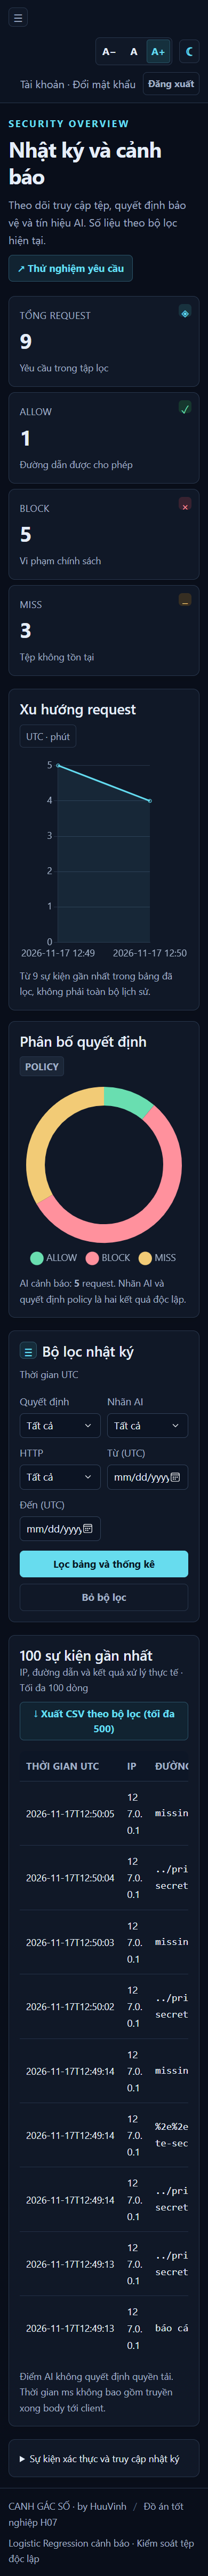 ☰
A− A A+ ☾
Tài khoản · Đổi mật khẩu Đăng xuất
SECURITY OVERVIEW
Nhật ký và cảnh
báo
Theo dõi truy cập tệp, quyết định bảo
vệ và tín hiệu AI. Số liệu theo bộ lọc
hiện tại.
↗ Thử nghiệm yêu cầu
TỔNG REQUEST
9
Yêu cầu trong tập lọc
ALLOW
1
Đường dẫn được cho phép
BLOCK
5
Vi phạm chính sách
MISS
3
Tệp không tồn tại
Xu hướng request
UTC · phút
5
4
3
2
1
0
2026-11-17 12:49 2026-11-17 12:50
Từ 9 sự kiện gần nhất trong bảng đã
lọc, không phải toàn bộ lịch sử.
Phân bố quyết định
POLICY
ALLOW BLOCK MISS
AI cảnh báo: 5 request. Nhãn AI và
quyết định policy là hai kết quả độc lập.
☰ Bộ lọc nhật ký
Thời gian UTC
Quyết định Nhãn AI
Tất cả Tất cả
HTTP Từ (UTC)
Tất cả mm/dd/yyyy
Đến (UTC)
mm/dd/yyyy
Lọc bảng và thống kê
Bỏ bộ lọc
100 sự kiện gần nhất
IP, đường dẫn và kết quả xử lý thực tế ·
Tối đa 100 dòng
↓ Xuất CSV theo bộ lọc (tối đa
500)
THỜI GIAN UTC IP ĐƯỜNG
2026-11-17T12:50:05 12
7.0.
0.1 missin
2026-11-17T12:50:04 12
7.0.
0.1 ../pri
secret
2026-11-17T12:50:03 12
7.0.
0.1 missin
2026-11-17T12:50:02 12
7.0.
0.1 ../pri
secret
2026-11-17T12:49:14 12
7.0.
0.1 missin
2026-11-17T12:49:14 12
7.0.
0.1 %2e%2e
te-sec
2026-11-17T12:49:14 12
7.0.
0.1 ../pri
secret
2026-11-17T12:49:13 12
7.0.
0.1 ../pri
secret
2026-11-17T12:49:13 12
7.0.
0.1 báo cá
Điểm AI không quyết định quyền tải.
Thời gian ms không bao gồm truyền
xong body tới client.
▶ Sự kiện xác thực và truy cập nhật ký
CANH GÁC SỐ · by HuuVinh / Đồ án tốt
nghiệp H07
Logistic Regression cảnh báo · Kiểm soát tệp
độc lập